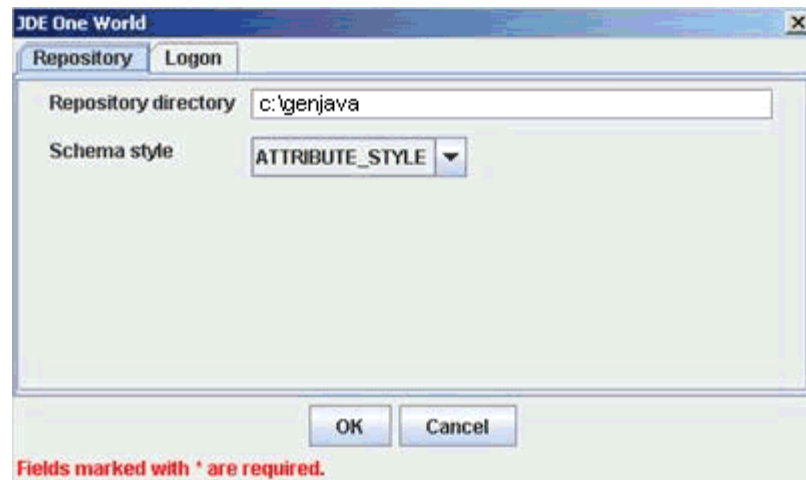 JDE One World
Repository Logon
Repository directory c:\genjava
Schema style ATTRIBUTE_STYLE
OK Cancel
Fields marked with * are required.